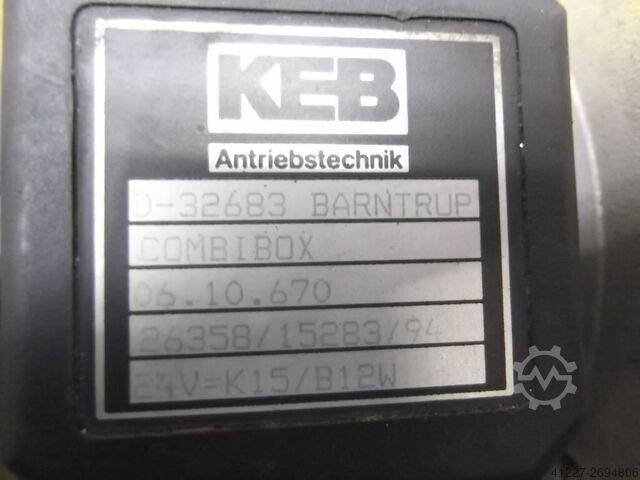 KEB
Antriebstechnik
D-32683 BARNTRUP
COMBIBOX
06.10.670
26358/15283/94
24V=K15/B12W
41227-2694806